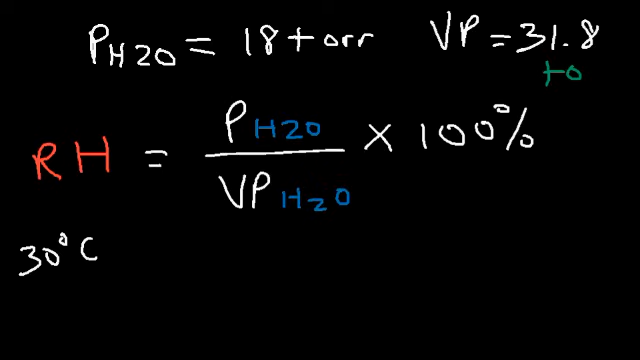 PH2O = 18 torr VP = 31.8
to
RH = PH2O / VPH2O × 100%
30°C